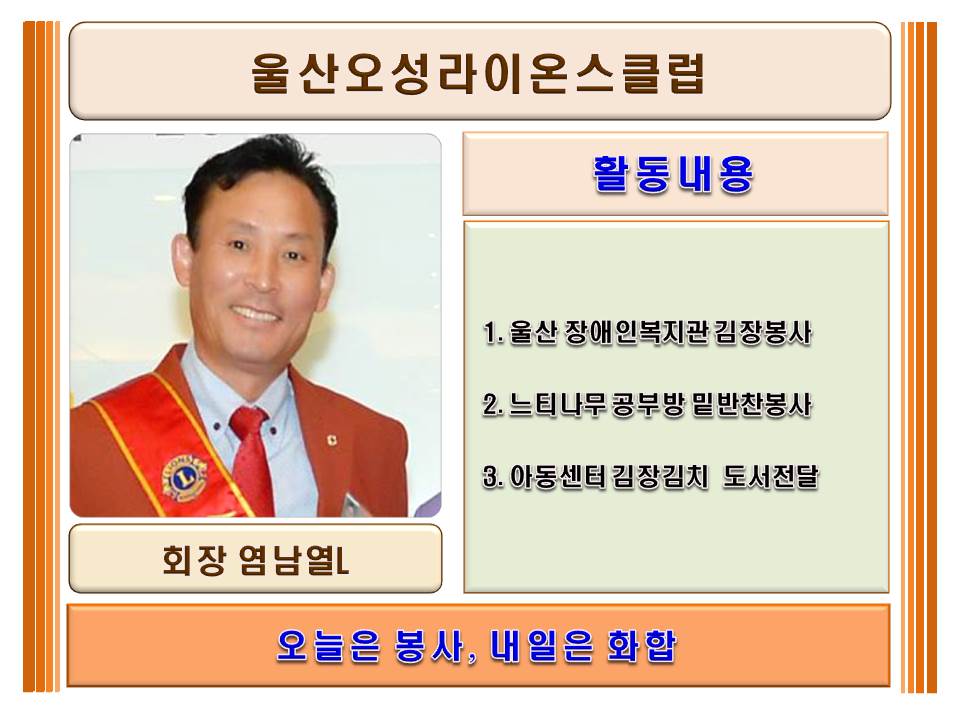 울산오성라이온스클럽
활동내용
1. 울산 장애인복지관 김장봉사
2. 느티나무 공부방 밑반찬봉사
3. 아동센터 김장김치 도서전달
LIONS
L
회장 염남열L
오늘은 봉사, 내일은 화합